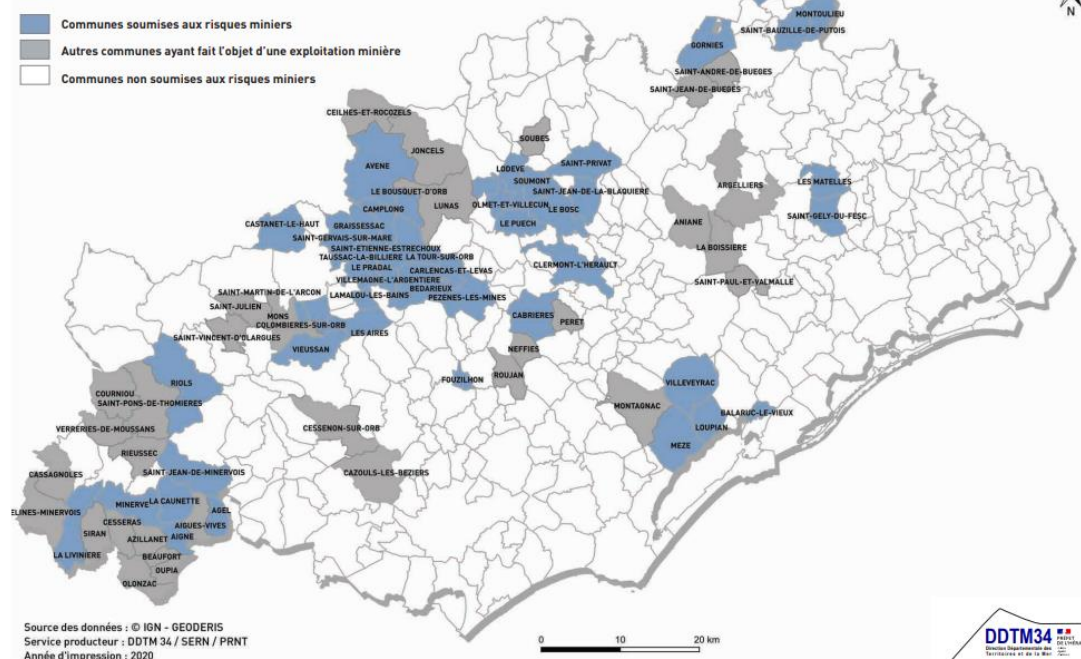 Communes soumises aux risques miniers
Autres communes ayant fait l'objet d'une exploitation minière
Communes non soumises aux risques miniers
N
MONTOULIEU
SAINT-BAUZILLE-DE-PUTOIS
GORNIES
SAINT-ANDRE-DE-BUEGES
SAINT-JEAN-DE-BUEGES
CEILHES-ET-ROCOZELS
JONCELS
SOUBES
AVENE
LODEVE
SAINT-PRIVAT
SOUMONT
LE BOUSQUET-D'ORB
SAINT-JEAN-DE-LA-BLAQUIERE
ARGELLIERS
LES MATELLES
LUNAS
OLMET-ET-VILLECUN
LE BOSC
CAMPLONG
SAINT-GELY-DU-FESC
CASTANET-LE-HAUT
GRAISSESSAC
LE PUECH
ANIANE
SAINT-GERVAIS-SUR-MARE
SAINT-ETIENNE-ESTRECHOUX
LA BOISSIERE
TAUSSAC-LA-BILLIERE
LA TOUR-SUR-ORB
LE PRADAL
CARLENCAS-ET-LEVAS
CLERMONT-L'HERAULT
VILLEMAGNE-L'ARGENTIERE
BEDARIEUX
SAINT-PAUL-ET-VALMALLE
SAINT-MARTIN-DE-L'ARCON
LAMALOU-LES-BAINS
PEZENES-LES-MINES
SAINT-JULIEN
MONS
COLOMBIERES-SUR-ORB
CABRIERES
PERET
SAINT-VINCENT-D'OLARGUES
LES AIRES
VIEUSSAN
NEFFIES
RIOLS
FOUZILHON
ROUJAN
VILLEVEYRAC
COURNIOU
SAINT-PONS-DE-THOMIERES
MONTAGNAC
BALARUC-LE-VIEUX
VERRERIES-DE-MOUSSANS
CESSENON-SUR-ORB
LOUPIAN
MEZE
RIEUSSEC
CASSAGNOLES
SAINT-JEAN-DE-MINERVOIS
CAZOULS-LES-BEZIERS
ELINES-MINERVOIS
MINERVE
LA CAUNETTE
AGEL
CESSERAS
AIGUES-VIVES
SIRAN
AZILLANET
AIGNE
LA LIVINIERE
BEAUFORT
OUPIA
OLONZAC
Source des données : © IGN - GEODERIS
Service producteur : DDTM 34 / SERN / PRNT
Année d'impression : 2020
0 10 20 km
DDTM34
Direction Départementale des
Territoires et de la Mer